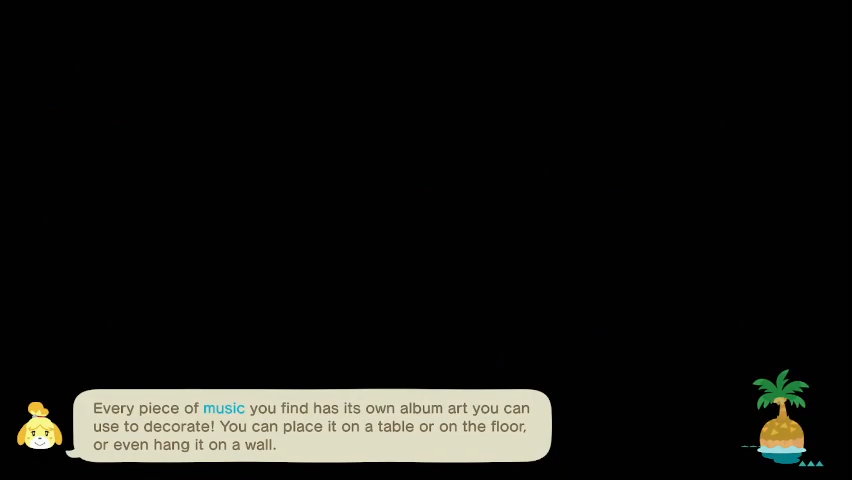 Every piece of music you find has its own album art you can
use to decorate! You can place it on a table or on the floor,
or even hang it on a wall.